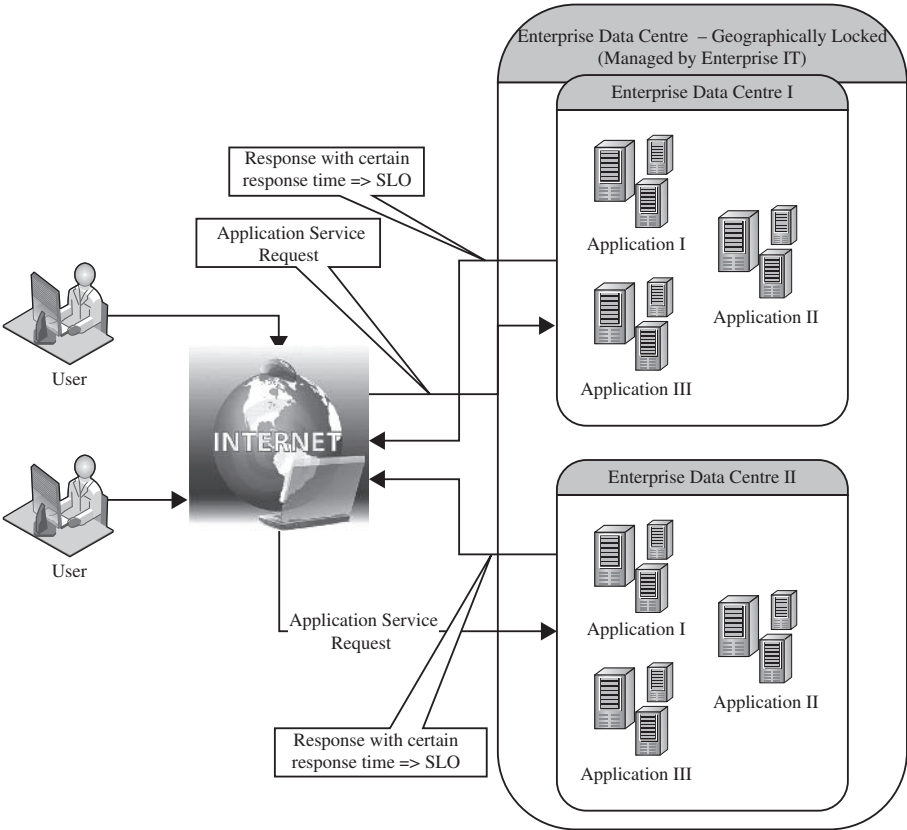 Enterprise Data Centre – Geographically Locked
(Managed by Enterprise IT)
Enterprise Data Centre I
Response with certain
response time => SLO
Application I
Application Service
Request
Application II
User
Application III
INTERNET
Enterprise Data Centre II
User
Application Service
Request
Application I
Application II
Response with certain
response time => SLO
Application III